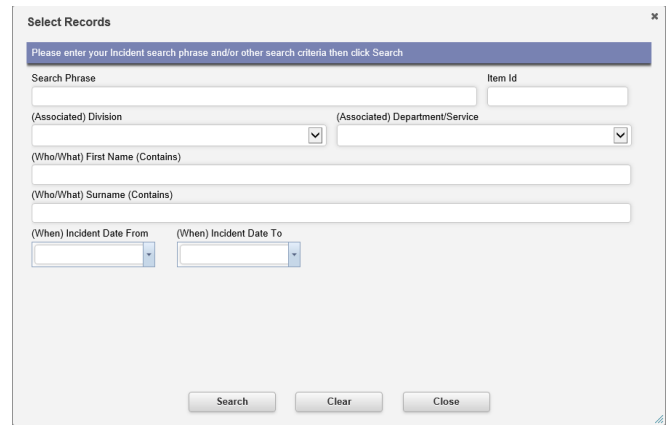 Select Records
Please enter your Incident search phrase and/or other search criteria then click Search
Search Phrase Item Id
(Associated) Division (Associated) Department/Service
(Who/What) First Name (Contains)
(Who/What) Surname (Contains)
(When) Incident Date From (When) Incident Date To
Search Clear Close